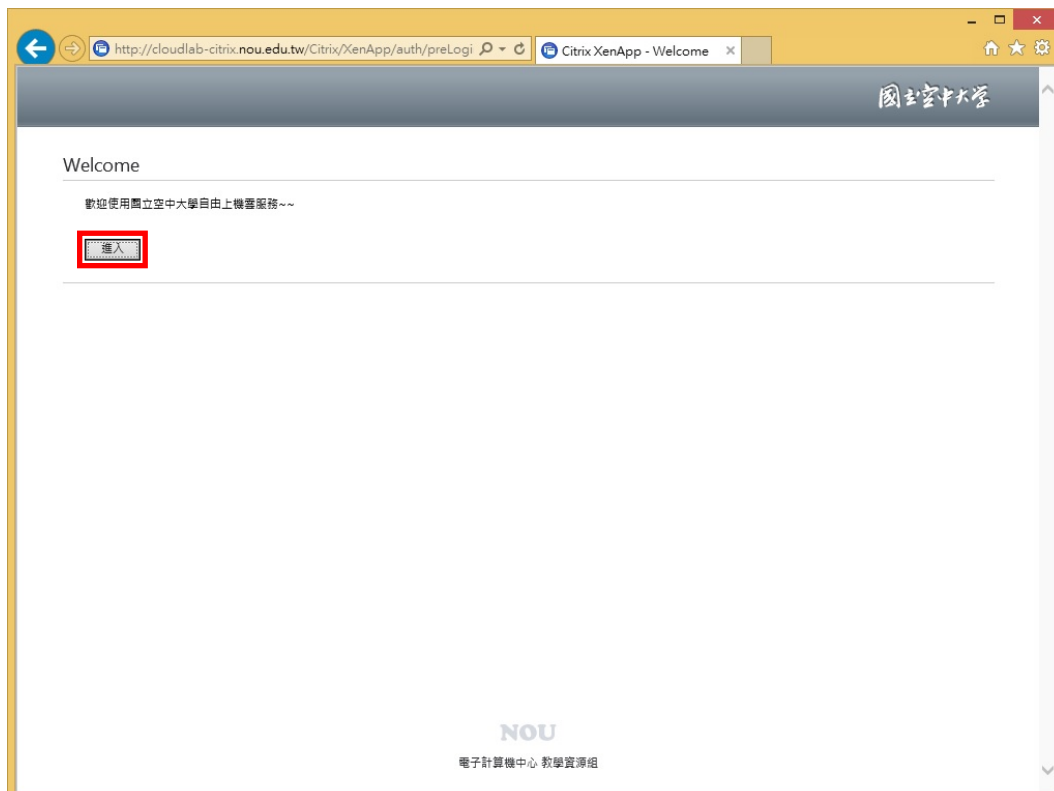 http://cloudlab-citrix.nou.edu.tw/Citrix/XenApp/auth/preLogi
Citrix XenApp - Welcome
國立空中大学
Welcome
歡迎使用國立空中大學自由上機雲服務~~
進入
NOU
電子計算機中心 教學資源組